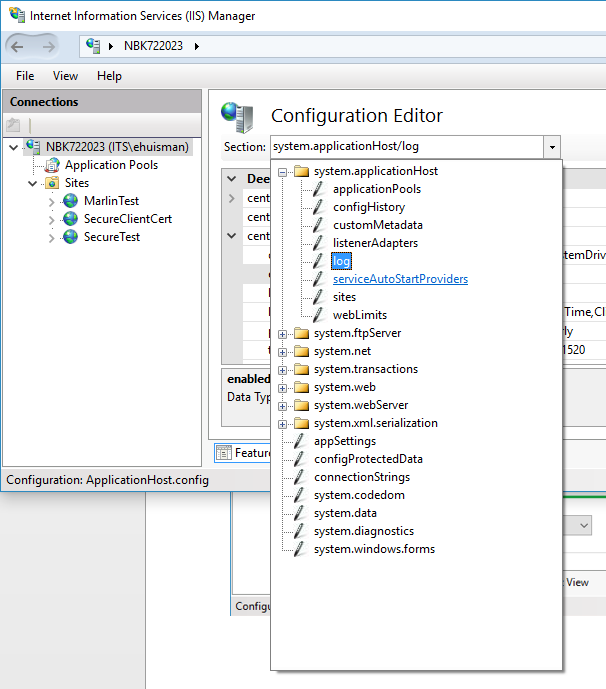 Internet Information Services (IIS) Manager
NBK722023
File View Help
Connections
NBK722023 (ITS\ehuisman)
Application Pools
Sites
MarlinTest
SecureClientCert
SecureTest
Configuration Editor
Section: system.applicationHost/log
Dee
cent
cent
cent
stemDriv
Time,Cl
rly
1520
enabled
Data Typ
Feature
system.applicationHost
applicationPools
configHistory
customMetadata
listenerAdapters
log
serviceAutoStartProviders
sites
webLimits
system.ftpServer
system.net
system.transactions
system.web
system.webServer
system.xml.serialization
appSettings
configProtectedData
connectionStrings
system.codedom
system.data
system.diagnostics
system.windows.forms
Configuration: ApplicationHost.config
View
Configu